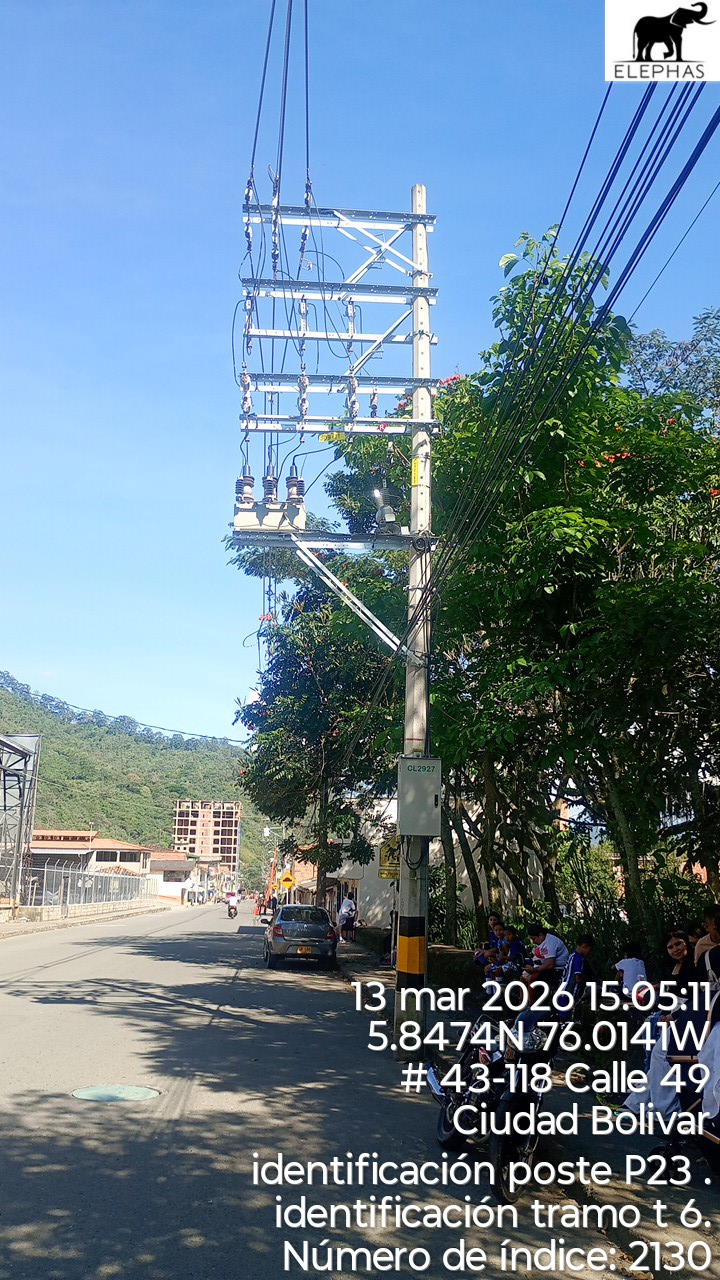 ELEPHAS
CL2927
13 mar 2026 15:05:11
5.8474N 76.0141W
# 43-118 Calle 49
Ciudad Bolivar
identificación poste P23 .
identificación tramo t 6.
Número de índice: 2130